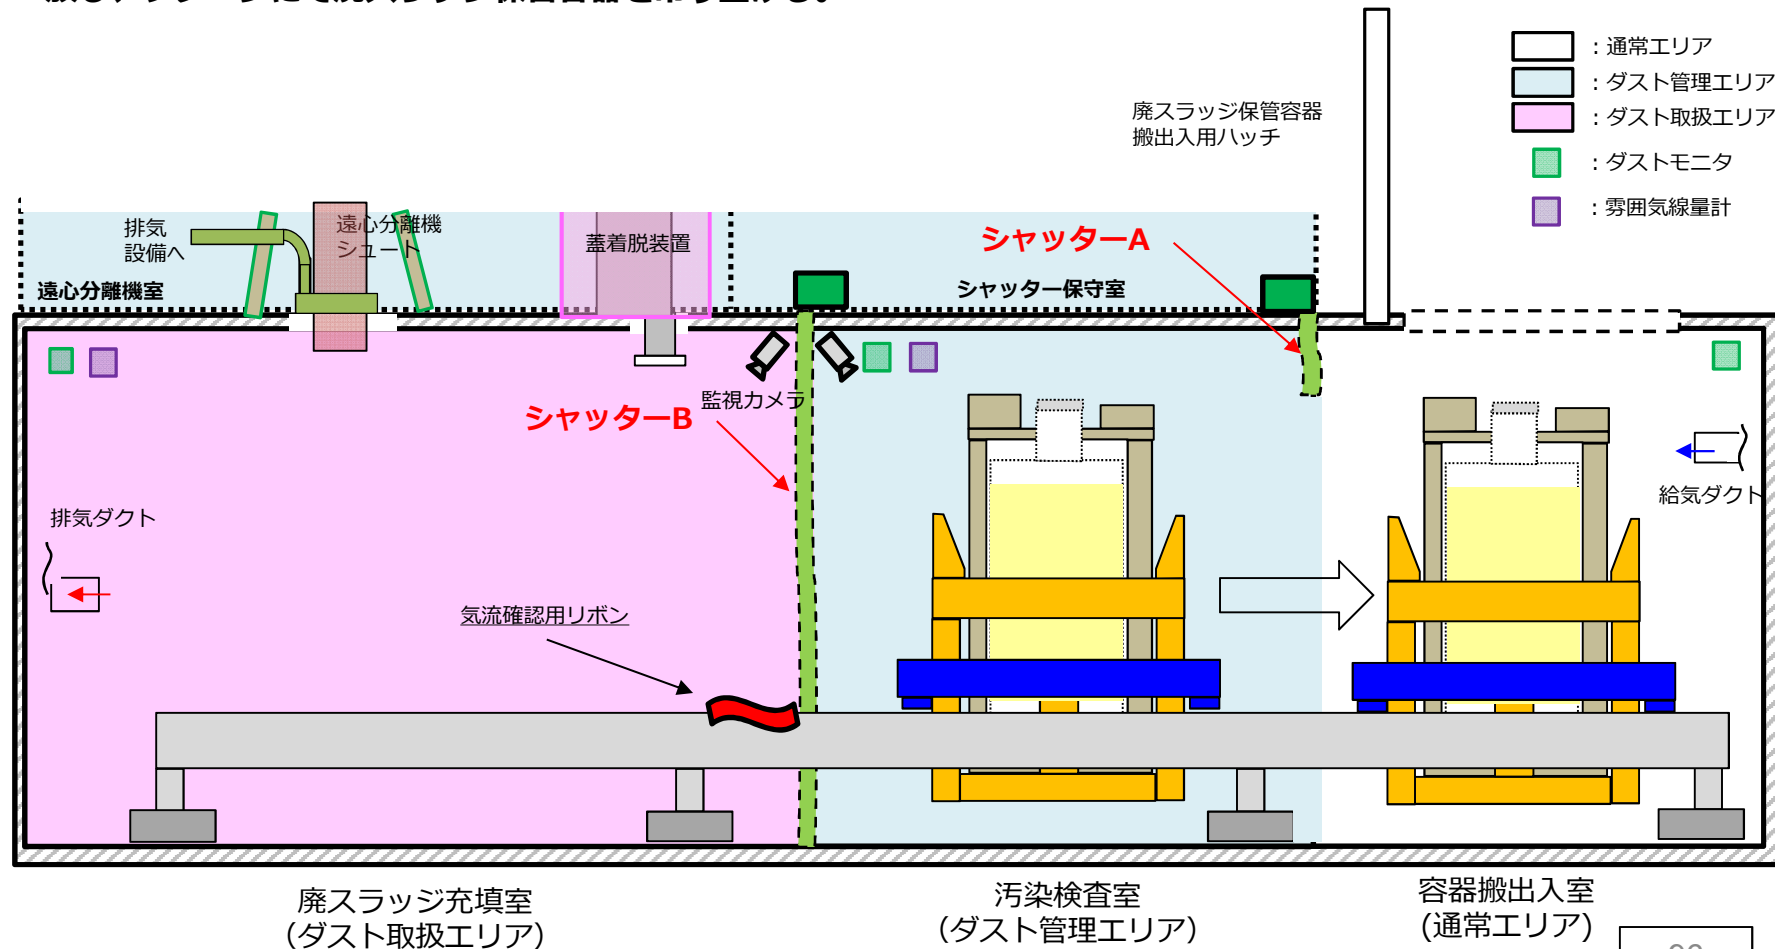 ：通常エリア
：ダスト管理エリア
：ダスト取扱エリア
：ダストモニタ
：雰囲気線量計
廃スラッジ保管容器
搬出入用ハッチ
排気
設備へ
遠心分離機
シュート
蓋着脱装置
シャッターA
遠心分離機室
シャッター保守室
監視カメラ
シャッターB
排気ダクト
給気ダクト
気流確認用リボン
廃スラッジ充填室
（ダスト取扱エリア）
汚染検査室
（ダスト管理エリア）
容器搬出入室
（通常エリア）